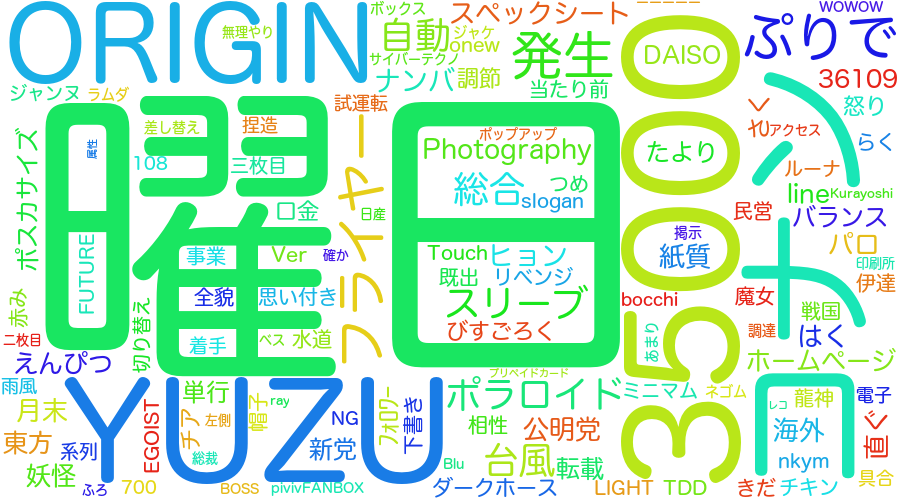 ORIGIN
無理やり
ボックス
スペックシート
WOWOW
ぷりで
自動
ジャケ
onew
サイバーテクノ
発生
DAISO
ナンバ
調節
当たり前
36109
ジャンヌ
ラムダ
試運転
怒り
曜日
35000
円
差し替え
捏造
ポップアップ
Photography
たより
アクセス
らく
属性
108
三枚目
総合
つめ
slogan
ルーナ
line
Kurayoshi
ポスカサイズ
フライヤー
口金
日産
民営
バランス
掲示
パロ
FUTURE
事業
Ver
確か
Touch
ヒョン
紙質
印刷所
既出
リベンジ
伊達
赤み
全貌
思い付き
スリーブ
bocchi
魔女
戦国
びすごろく
二枚目
切り替え
着手
ベス
水道
あまり
調達
はく
えんぴつ
ホームページ
プリペイドカード
雨風
YUZU
単行
ポラロイド
ミニマム
ネゴム
レコ
龍神
電子
月末
EGOIST
チア
左側
帽子
ray
NG
フォロワー
下書き
相性
公明党
海外
直ぐ
東方
系列
新党
総裁
台風
転載
Blu
nkym
妖怪
具合
ふろ
700
BOSS
pivivFANBOX
ダークホース
LIGHT
TDD
きだ
チキン